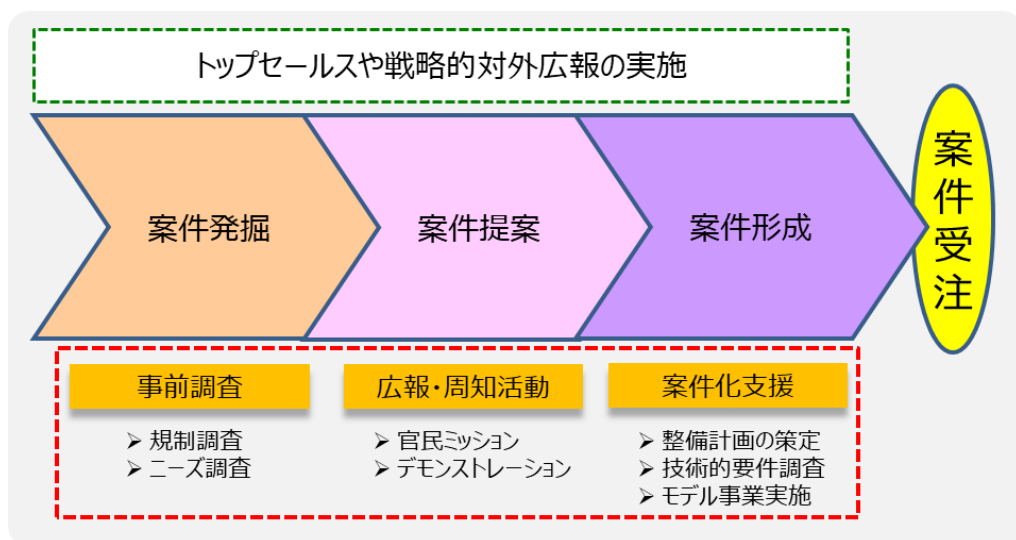 トップセールスや戦略的対外広報の実施
案件発掘
案件提案
案件形成
案件受注
事前調査
➢ 規制調査
➢ ニーズ調査
広報・周知活動
➢ 官民ミッション
➢ デモンストレーション
案件化支援
➢ 整備計画の策定
➢ 技術的要件調査
➢ モデル事業実施